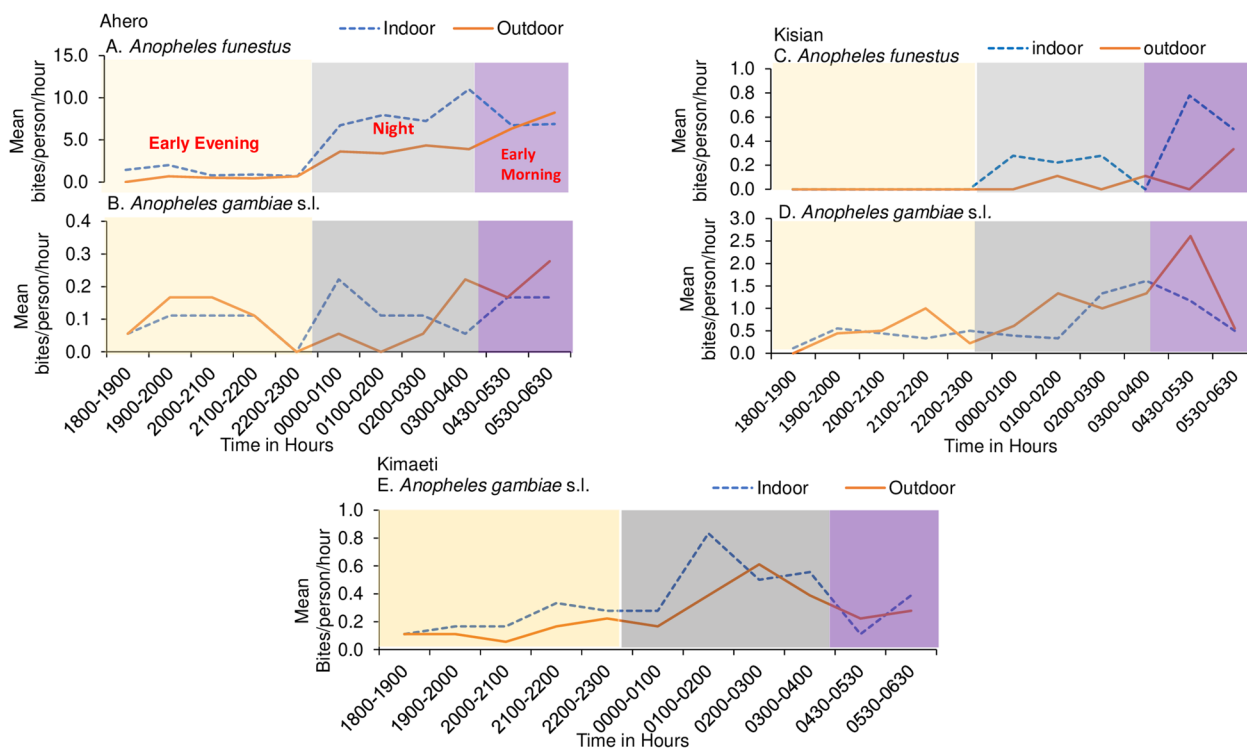 Ahero
Indoor Outdoor
A. Anopheles funestus
Mean
bites/person/hour
15.0
10.0
5.0
0.0
Early Evening
Night
Early
Morning
B. Anopheles gambiae s.l.
Mean
bites/person/hour
0.4
0.3
0.2
0.1
0.0
1800-1900
1900-2000
2000-2100
2100-2200
2200-2300
0000-0100
0100-0200
0200-0300
0300-0400
0430-0530
0530-0630
Time in Hours
Kisian
indoor outdoor
C. Anopheles funestus
Mean
bites/person/hour
1.0
0.8
0.6
0.4
0.2
0.0
D. Anopheles gambiae s.l.
Mean
bites/person/hour
3.0
2.5
2.0
1.5
1.0
0.5
0.0
1800-1900
1900-2000
2000-2100
2100-2200
2200-2300
0000-0100
0100-0200
0200-0300
0300-0400
0430-0530
0530-0630
Time in Hours
Kimaeti
E. Anopheles gambiae s.l.
Indoor Outdoor
Mean
Bites/person/hour
1.0
0.8
0.6
0.4
0.2
0.0
1800-1900
1900-2000
2000-2100
2100-2200
2200-2300
0000-0100
0100-0200
0200-0300
0300-0400
0430-0530
0530-0630
Time in Hours